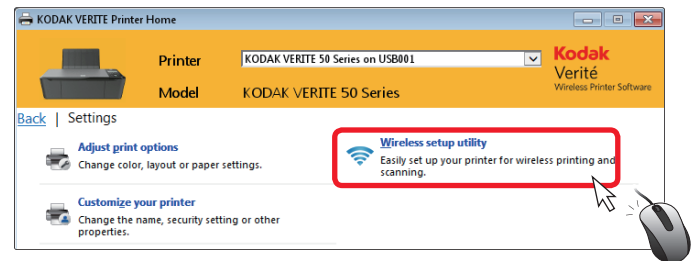 KODAK VERITE Printer Home
Printer KODAK VERITE 50 Series on USB001
Kodak
Verité
Wireless Printer Software
Model KODAK VERITE 50 Series
Back | Settings
Adjust print options
Change color, layout or paper settings.
Wireless setup utility
Easily set up your printer for wireless printing and
scanning.
Customize your printer
Change the name, security setting or other
properties.